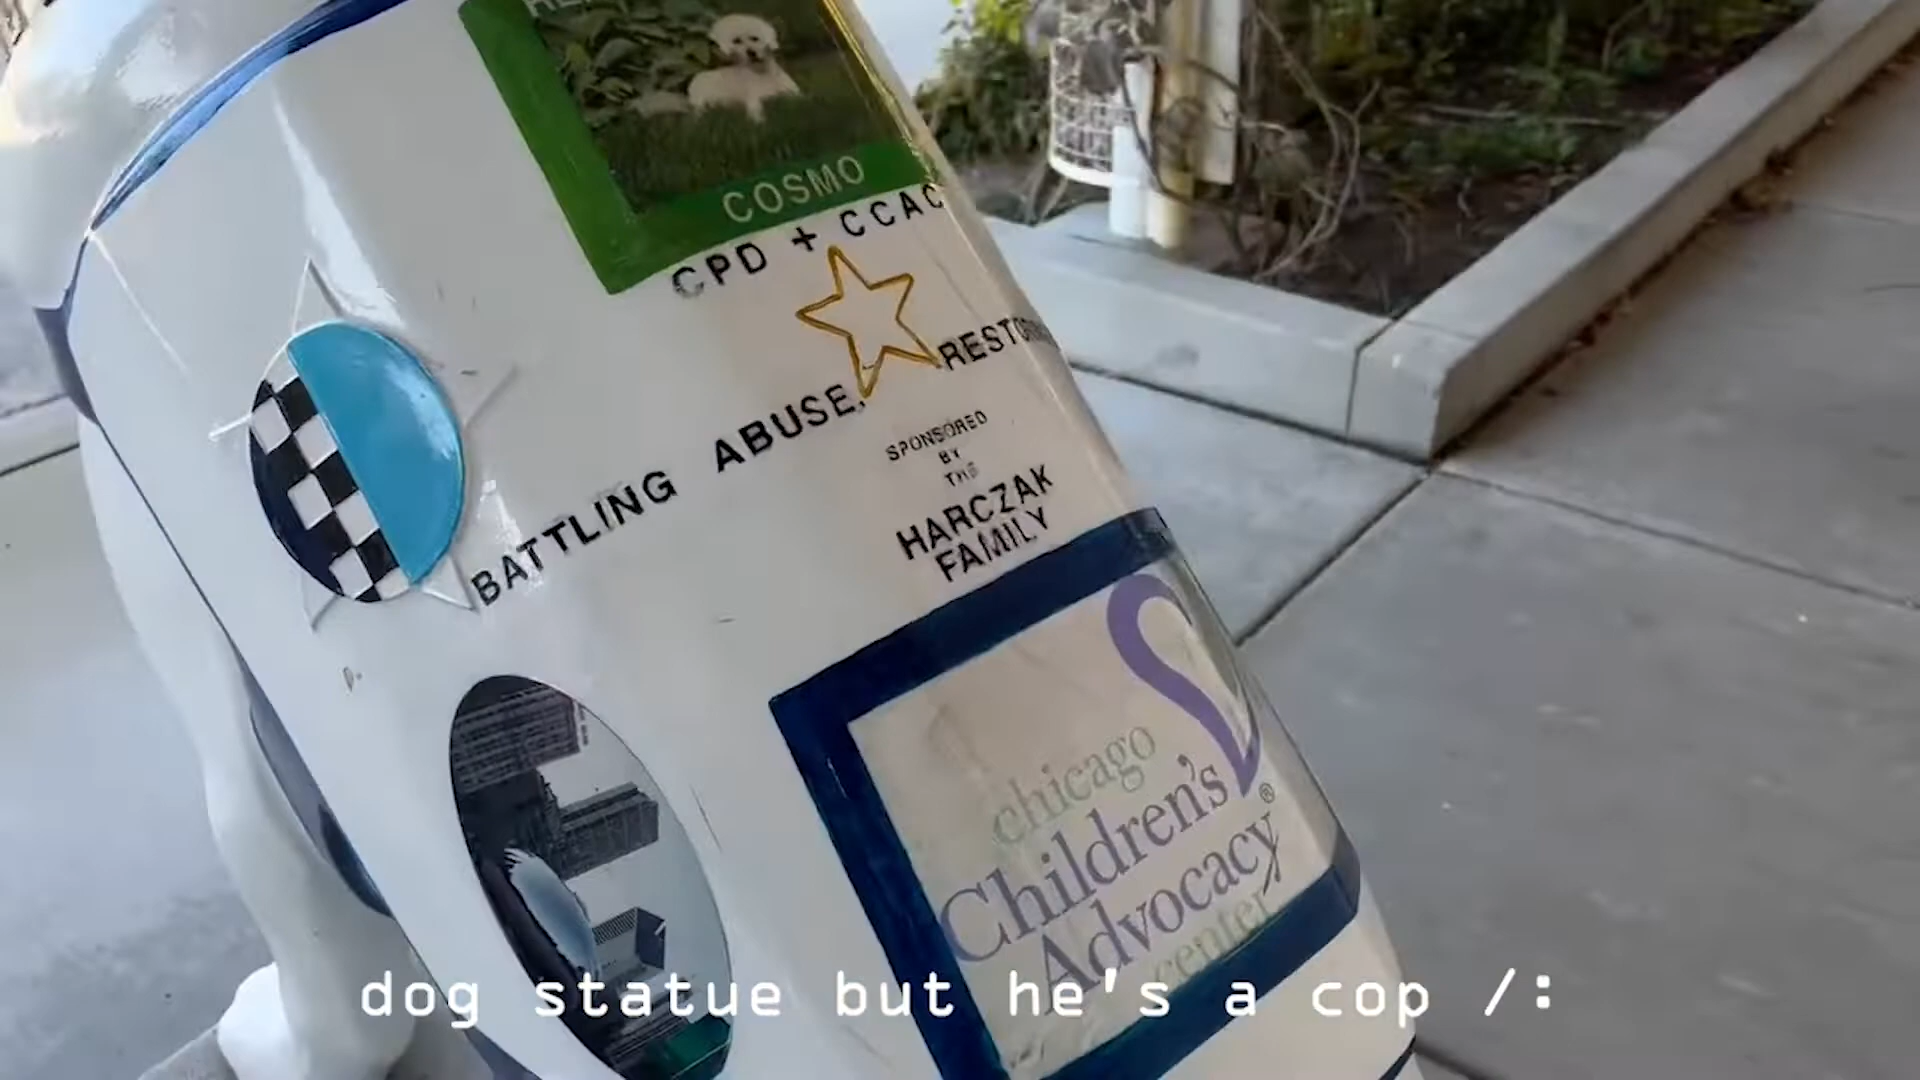 COSMO
CPD + CCAC
BATTLING ABUSE,
SPONSORED
BY
THE
HARCZAK
FAMILY
chicago
Children's
Advocacy
center
®
dog statue but he's a cop /: